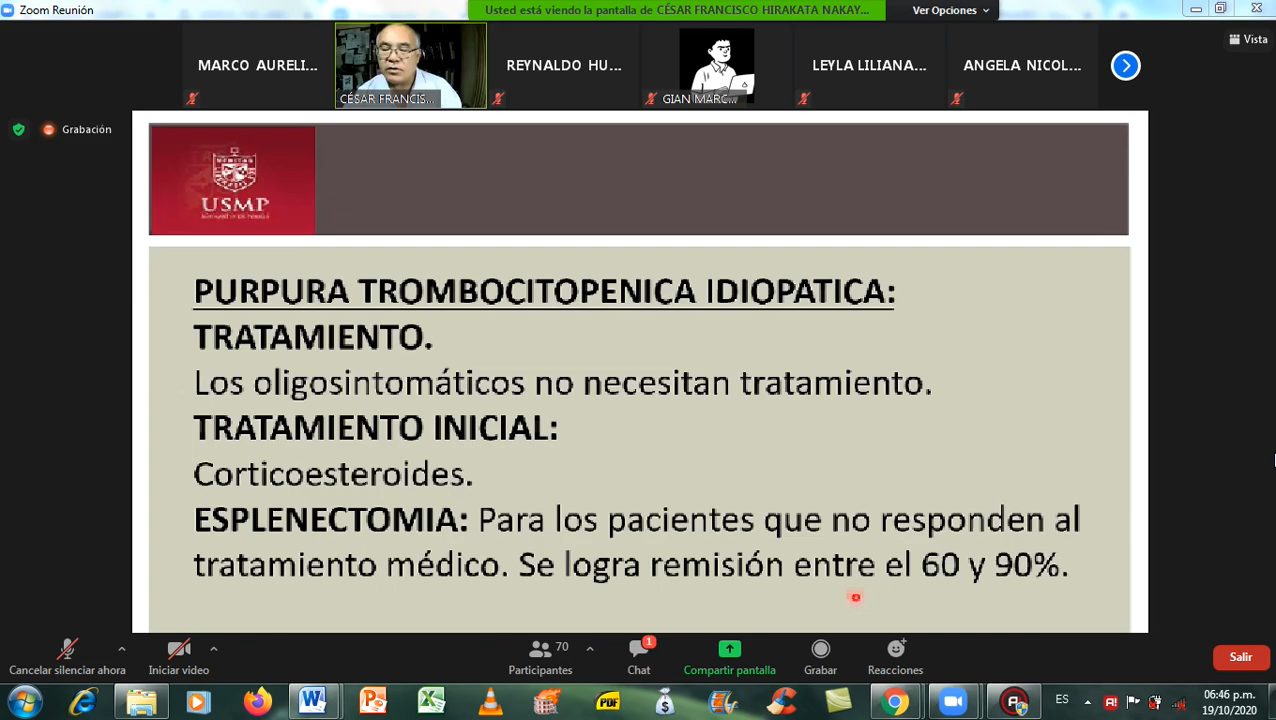 Zoom Reunión
Usted está viendo la pantalla de CÉSAR FRANCISCO HIRAKATA NAKAY...
Ver Opciones
Vista
MARCO AURELI...
CÉSAR FRANCIS...
REYNALDO HU...
GIAN MARC...
LEYLA LILIANA...
ANGELA NICOL...
Grabación
USMP
PURPURA TROMBOCITOPENICA IDIOPATICA:
TRATAMIENTO.
Los oligosintomáticos no necesitan tratamiento.
TRATAMIENTO INICIAL:
Corticoesteroides.
ESPLENECTOMIA: Para los pacientes que no responden al
tratamiento médico. Se logra remisión entre el 60 y 90%.
Cancelar silenciar ahora
Iniciar video
70
Participantes
1
Chat
Compartir pantalla
Grabar
Reacciones
Salir
PDF
ES
06:46 p.m.
19/10/2020